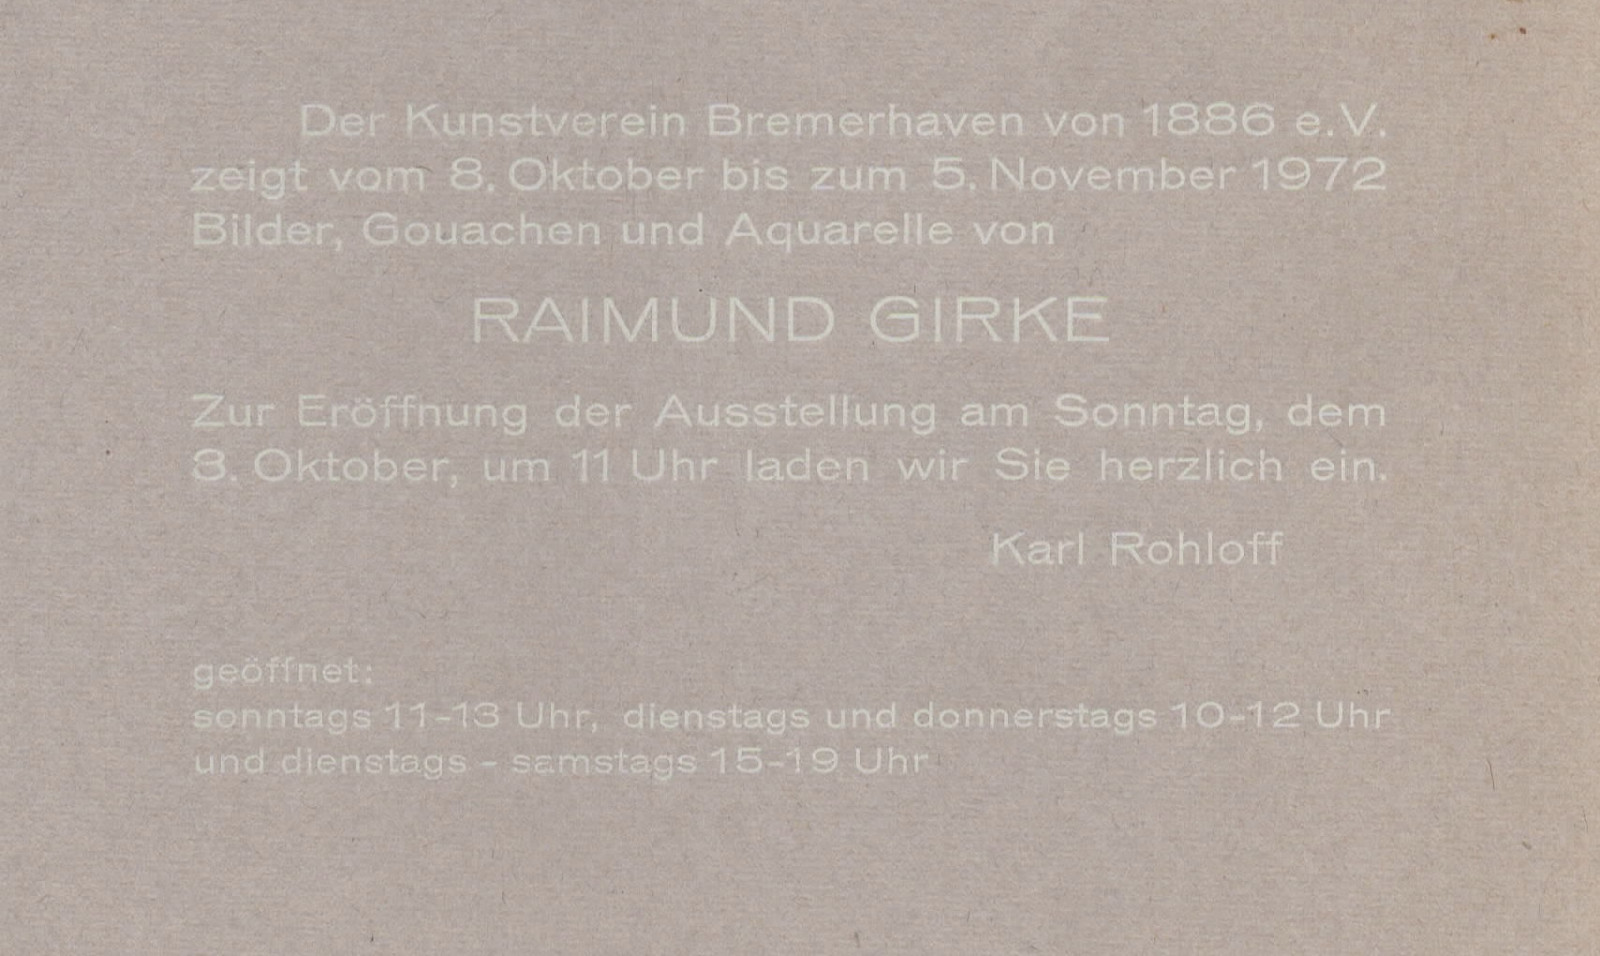 Der Kunstverein Bremerhaven von 1886 e.V.
zeigt vom 8. Oktober bis zum 5. November 1972
Bilder, Gouachen und Aquarelle von
RAIMUND GIRKE
Zur Eröffnung der Ausstellung am Sonntag, dem
3. Oktober, um 11 Uhr laden wir Sie herzlich ein.
Karl Rohloff
geöffnet:
sonntags 11-13 Uhr, dienstags und donnerstags 10-12 Uhr
und dienstags - samstags 15-19 Uhr